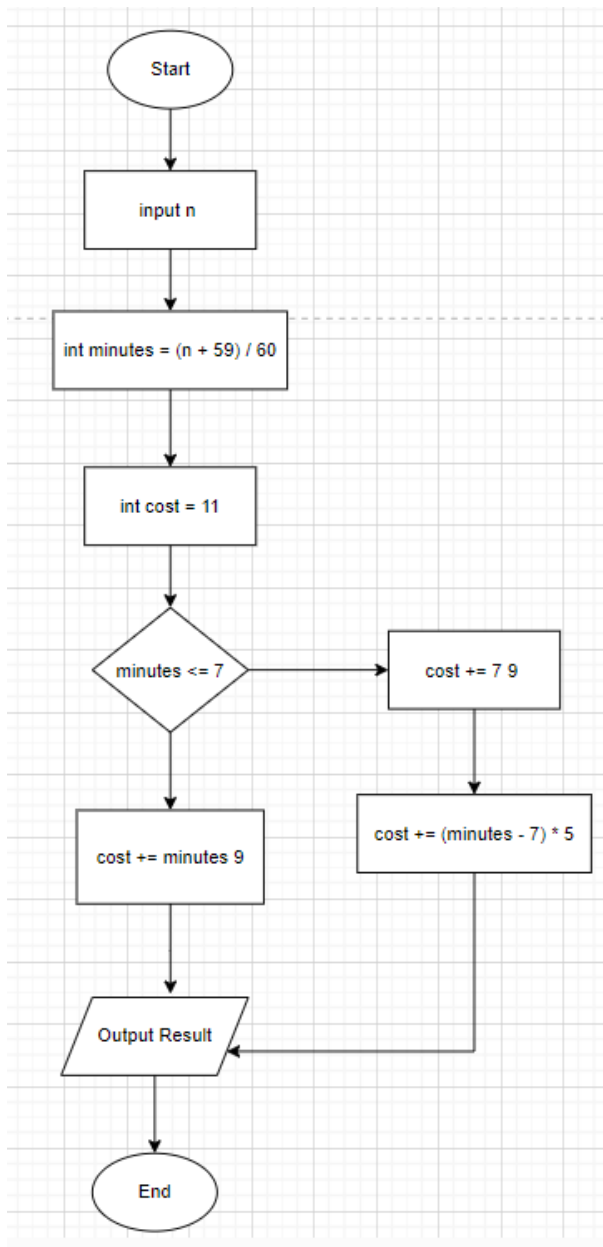 Start
input n
int minutes = (n + 59) / 60
int cost = 11
minutes <= 7
cost += 7 9
cost += (minutes - 7) * 5
cost += minutes 9
Output Result
End